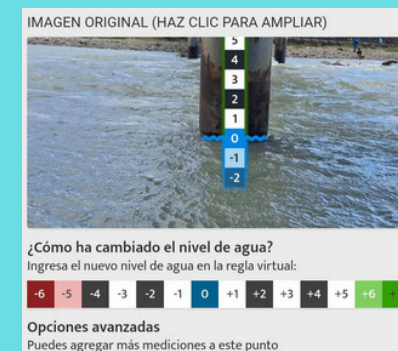 IMAGEN ORIGINAL (HAZ CLIC PARA AMPLIAR)
5
4
3
2
1
0
-1
-2
¿Cómo ha cambiado el nivel de agua?
Ingresa el nuevo nivel de agua en la regla virtual:
-6 -5 -4 -3 -2 -1 0 +1 +2 +3 +4 +5 +6
Opciones avanzadas
Puedes agregar más mediciones a este punto